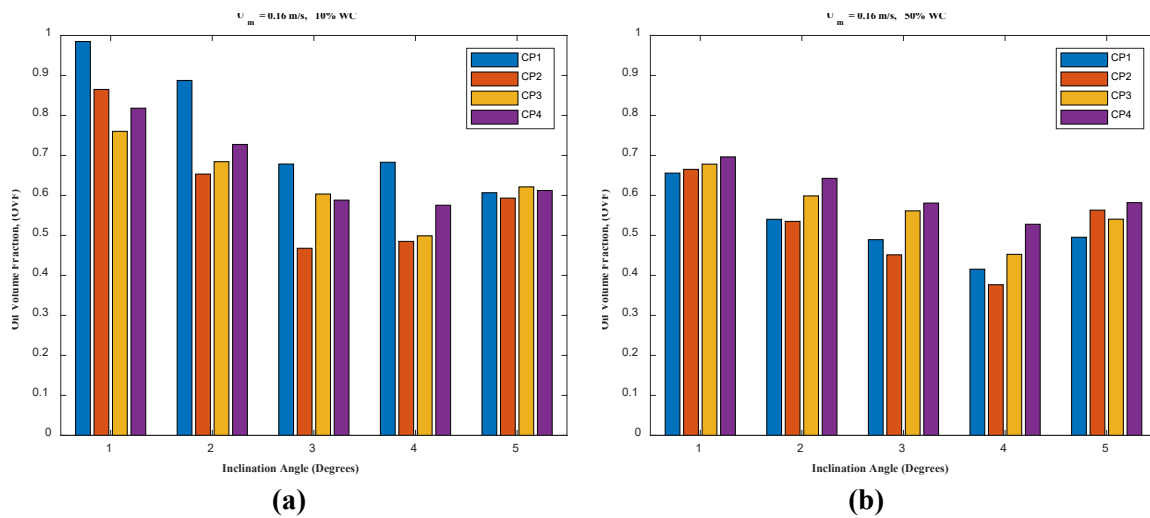 U_m = 0.16 m/s, 10% WC
1
0.9
0.8
0.7
0.6
0.5
0.4
0.3
0.2
0.1
0
Oil Volume Fraction, (OVF)
CP1
CP2
CP3
CP4
1 2 3 4 5
Inclination Angle (Degrees)
(a)
U_m = 0.16 m/s, 50% WC
1
0.9
0.8
0.7
0.6
0.5
0.4
0.3
0.2
0.1
0
Oil Volume Fraction, (OVF)
CP1
CP2
CP3
CP4
1 2 3 4 5
Inclination Angle (Degrees)
(b)